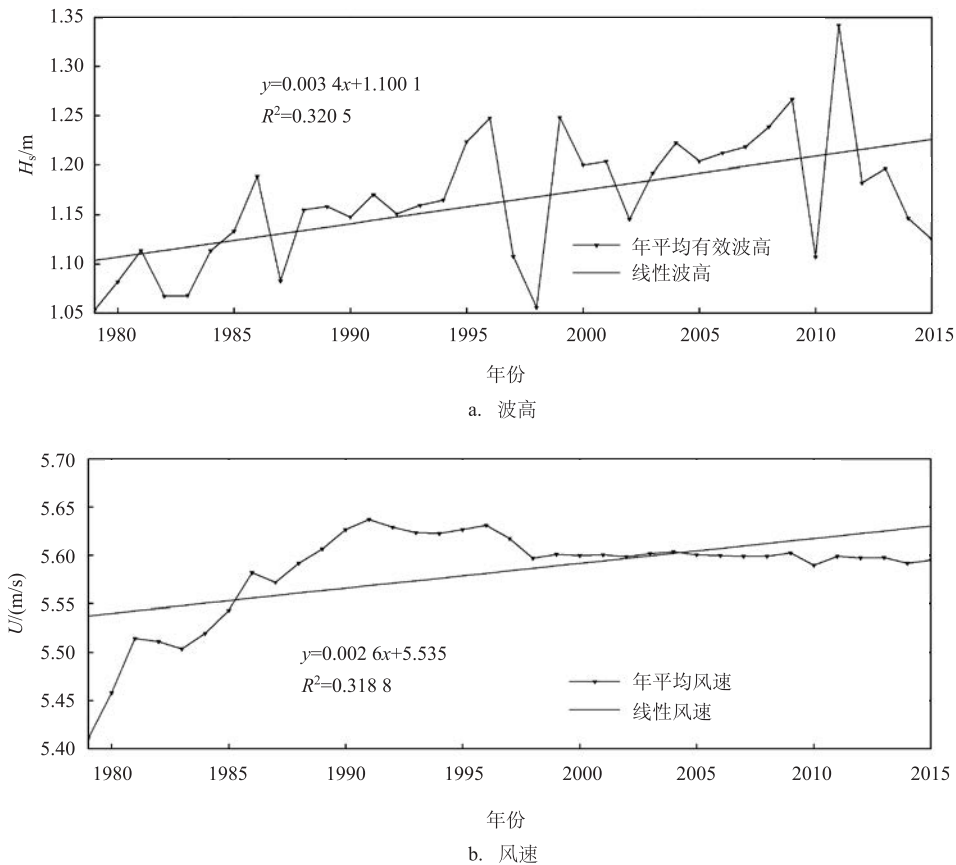 1.35
1.30
1.25
1.20
1.15
1.10
1.05
Hs/m
y=0.003 4x+1.100 1
R²=0.320 5
年平均有效波高
线性波高
1980 1985 1990 1995 2000 2005 2010 2015
年份
a. 波高
5.70
5.65
5.60
5.55
5.50
5.45
5.40
U/(m/s)
y=0.002 6x+5.535
R²=0.318 8
年平均风速
线性风速
1980 1985 1990 1995 2000 2005 2010 2015
年份
b. 风速